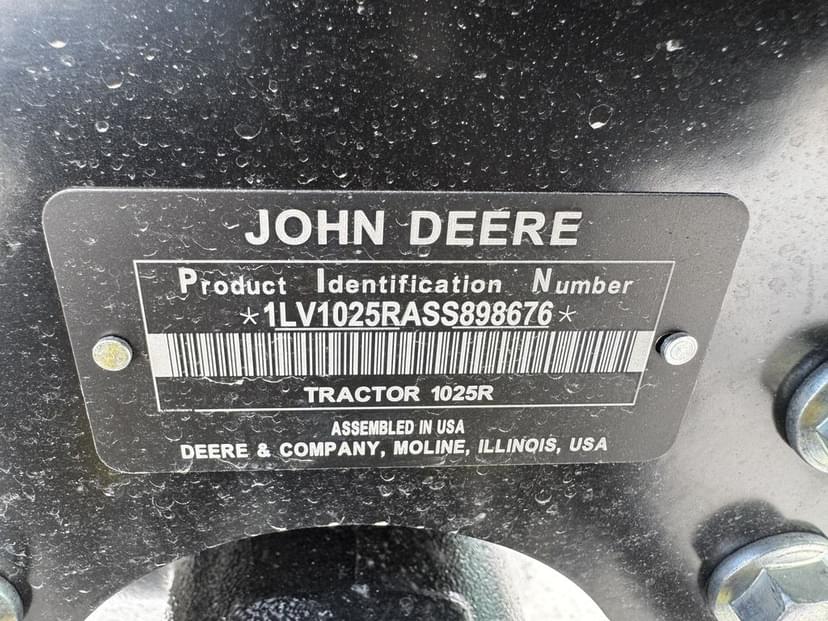 JOHN DEERE
Product Identification Number
*1LV1025RASS898676*
TRACTOR 1025R
ASSEMBLED IN USA
DEERE & COMPANY, MOLINE, ILLINOIS, USA